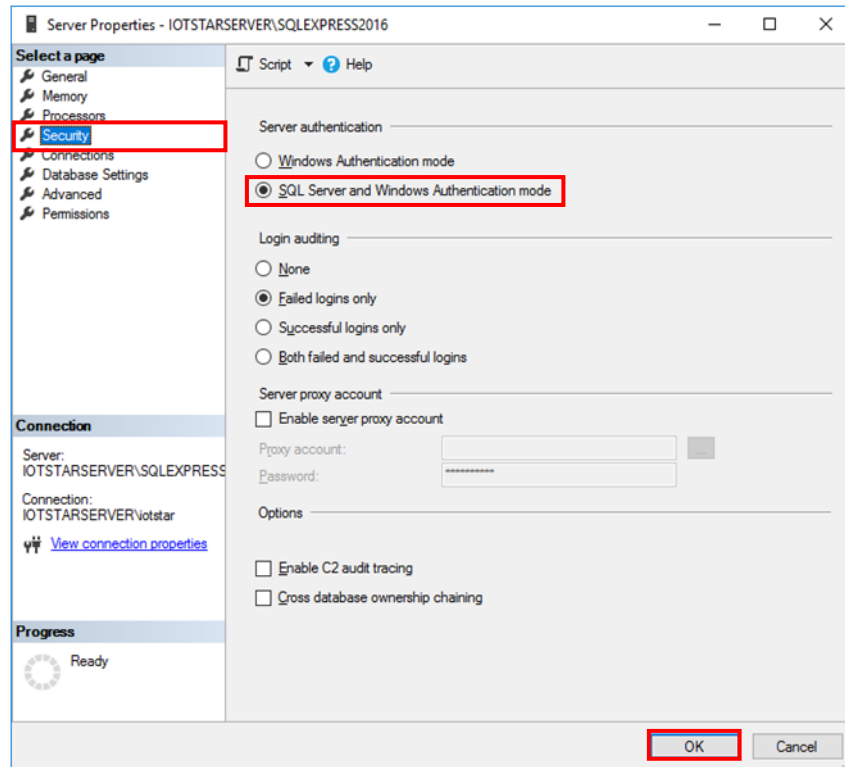 Server Properties - IOTSTARSERVER\SQLEXPRESS2016
Select a page
General
Memory
Processors
Security
Connections
Database Settings
Advanced
Permissions
Script
Help
Server authentication
Windows Authentication mode
SQL Server and Windows Authentication mode
Login auditing
None
Failed logins only
Successful logins only
Both failed and successful logins
Server proxy account
Enable server proxy account
Proxy account:
...
Password:
**********
Options
Enable C2 audit tracing
Cross database ownership chaining
Connection
Server:
IOTSTARSERVER\SQLEXPRESS
Connection:
IOTSTARSERVER\iotstar
View connection properties
Progress
Ready
OK
Cancel